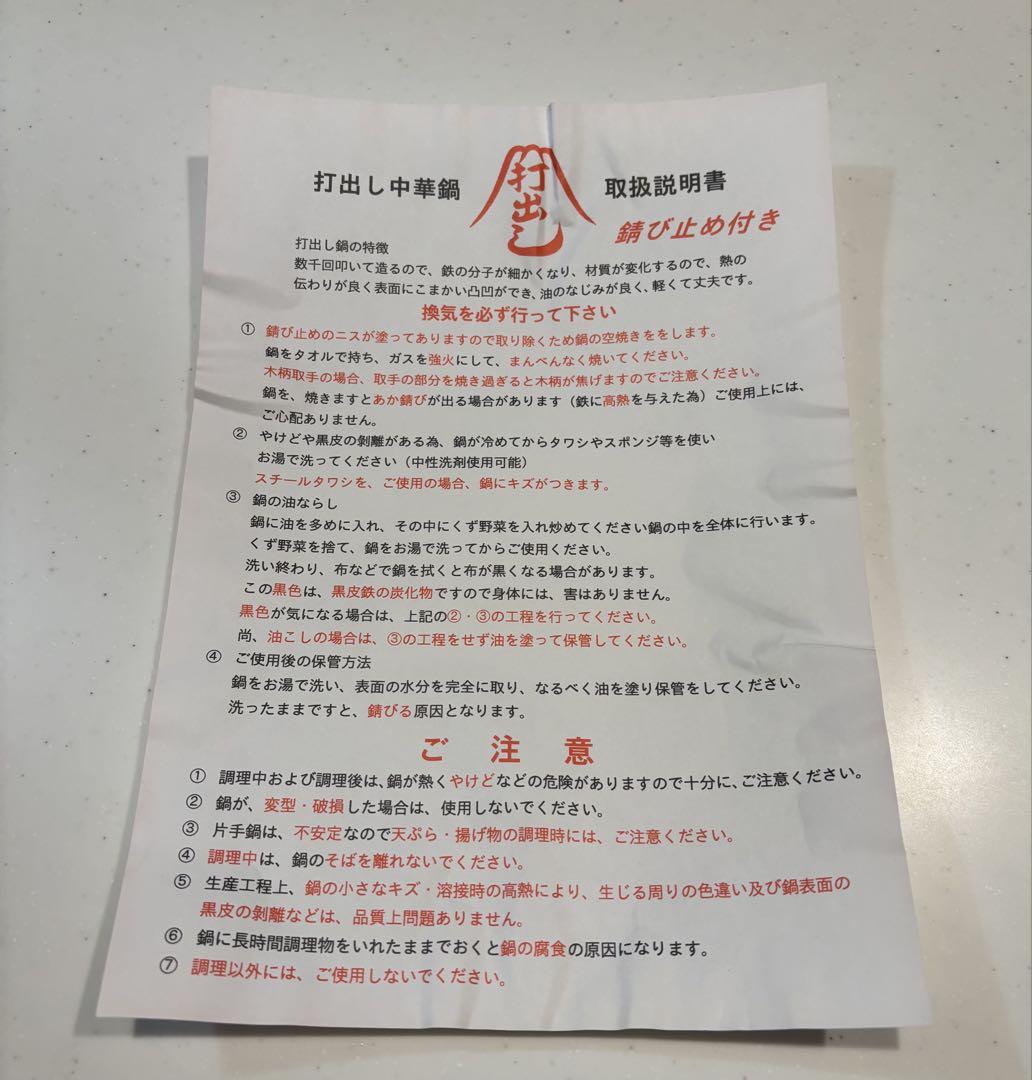 打出し中華鍋 打出し 取扱説明書
錆び止め付き
打出し鍋の特徴
数千回叩いて造るので、鉄の分子が細かくなり、材質が変化するので、熱の
伝わりが良く表面にこまかい凸凹ができ、油のなじみが良く、軽くて丈夫です。
換気を必ず行って下さい
① 錆び止めのニスが塗ってありますので取り除くため鍋の空焼きををします。
鍋をタオルで持ち、ガスを強火にして、まんべんなく焼いてください。
木柄取手の場合、取手の部分を焼き過ぎると木柄が焦げますのでご注意ください。
鍋を、焼きますとあか錆びが出る場合があります（鉄に高熱を与えた為）ご使用上には、
ご心配ありません。
② やけどや黒皮の剝離がある為、鍋が冷めてからタワシやスポンジ等を使い
お湯で洗ってください（中性洗剤使用可能）
スチールタワシを、ご使用の場合、鍋にキズがつきます。
③ 鍋の油ならし
鍋に油を多めに入れ、その中にくず野菜を入れ炒めてください鍋の中を全体に行います。
くず野菜を捨て、鍋をお湯で洗ってからご使用ください。
洗い終わり、布などで鍋を拭くと布が黒くなる場合があります。
この黒色は、黒皮鉄の炭化物ですので身体には、害はありません。
黒色が気になる場合は、上記の②・③の工程を行ってください。
尚、油こしの場合は、③の工程をせず油を塗って保管してください。
④ ご使用後の保管方法
鍋をお湯で洗い、表面の水分を完全に取り、なるべく油を塗り保管をしてください。
洗ったままですと、錆びる原因となります。
ご注意
① 調理中および調理後は、鍋が熱くやけどなどの危険がありますので十分に、ご注意ください。
② 鍋が、変型・破損した場合は、使用しないでください。
③ 片手鍋は、不安定なので天ぷら・揚げ物の調理時には、ご注意ください。
④ 調理中は、鍋のそばを離れないでください。
⑤ 生産工程上、鍋の小さなキズ・溶接時の高熱により、生じる周りの色違い及び鍋表面の
黒皮の剝離などは、品質上問題ありません。
⑥ 鍋に長時間調理物をいれたままでおくと鍋の腐食の原因になります。
⑦ 調理以外には、ご使用しないでください。